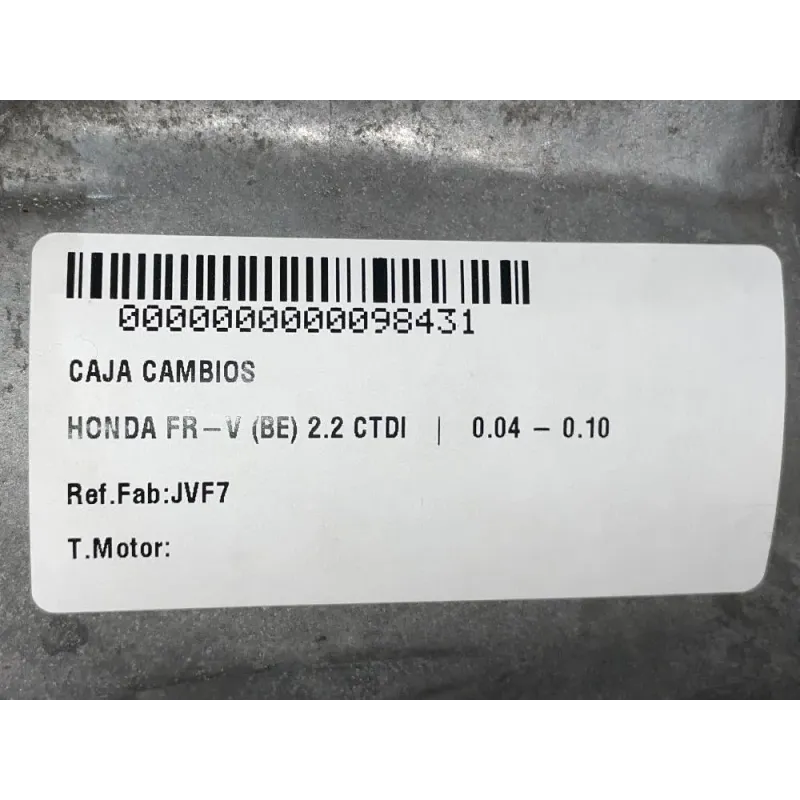 0000000000098431
CAJA CAMBIOS
HONDA FR-V (BE) 2.2 CTDI | 0.04 - 0.10
Ref.Fab:JVF7
T.Motor: